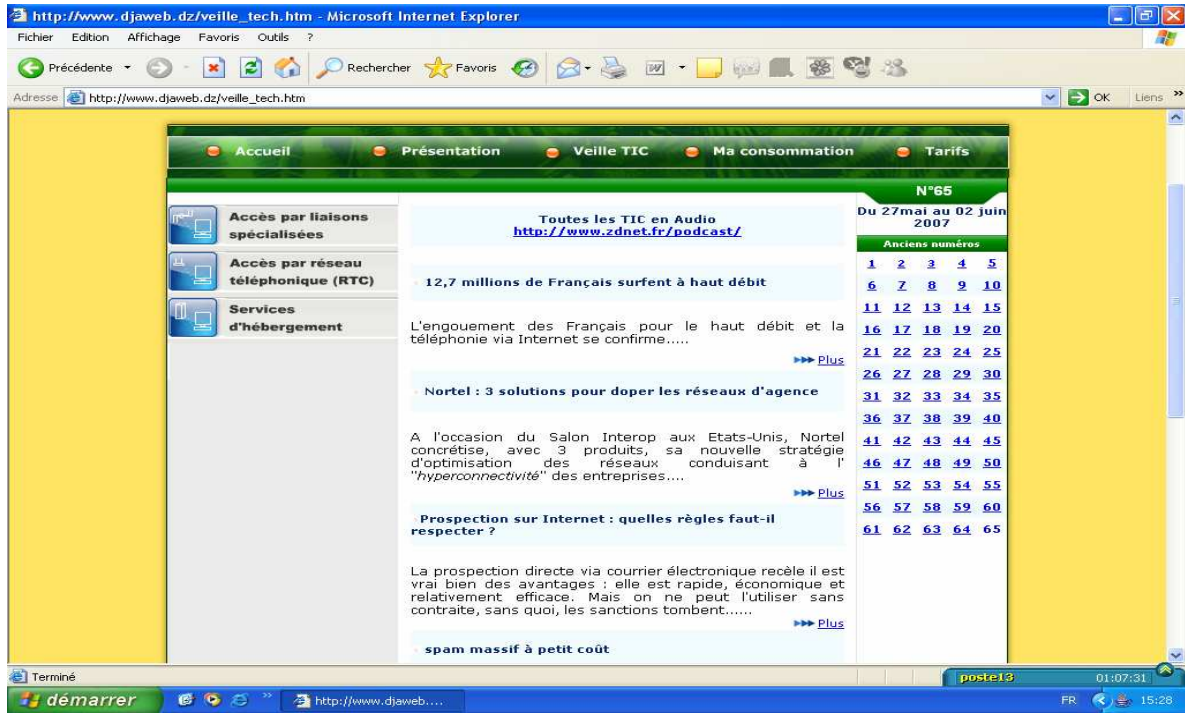 http://www.djaweb.dz/veille_tech.htm - Microsoft Internet Explorer
Fichier Edition Affichage Favoris Outils ?
Précédente Rechercher Favoris
Adresse http://www.djaweb.dz/veille_tech.htm OK Liens »
Accueil Présentation Veille TIC Ma consommation Tarifs
Accès par liaisons
spécialisées
Accès par réseau
téléphonique (RTC)
Services
d'hébergement
Toutes les TIC en Audio
http://www.zdnet.fr/podcast/
12,7 millions de Français surfent à haut débit
L'engouement des Français pour le haut débit et la
téléphonie via Internet se confirme.....
Plus
Nortel : 3 solutions pour doper les réseaux d'agence
A l'occasion du Salon Interop aux Etats-Unis, Nortel
concrétise, avec 3 produits, sa nouvelle stratégie
d'optimisation des réseaux conduisant à l'
"hyperconnectivité" des entreprises....
Plus
Prospection sur Internet : quelles règles faut-il
respecter ?
La prospection directe via courrier électronique recèle il est
vrai bien des avantages : elle est rapide, économique et
relativement efficace. Mais on ne peut l'utiliser sans
contraite, sans quoi, les sanctions tombent......
Plus
spam massif à petit coût
N°65
Du 27mai au 02 juin
2007
Anciens numéros
1 2 3 4 5
6 7 8 9 10
11 12 13 14 15
16 17 18 19 20
21 22 23 24 25
26 27 28 29 30
31 32 33 34 35
36 37 38 39 40
41 42 43 44 45
46 47 48 49 50
51 52 53 54 55
56 57 58 59 60
61 62 63 64 65
Terminé
poste13 01:07:31
démarrer » http://www.djaweb.... FR 15:28